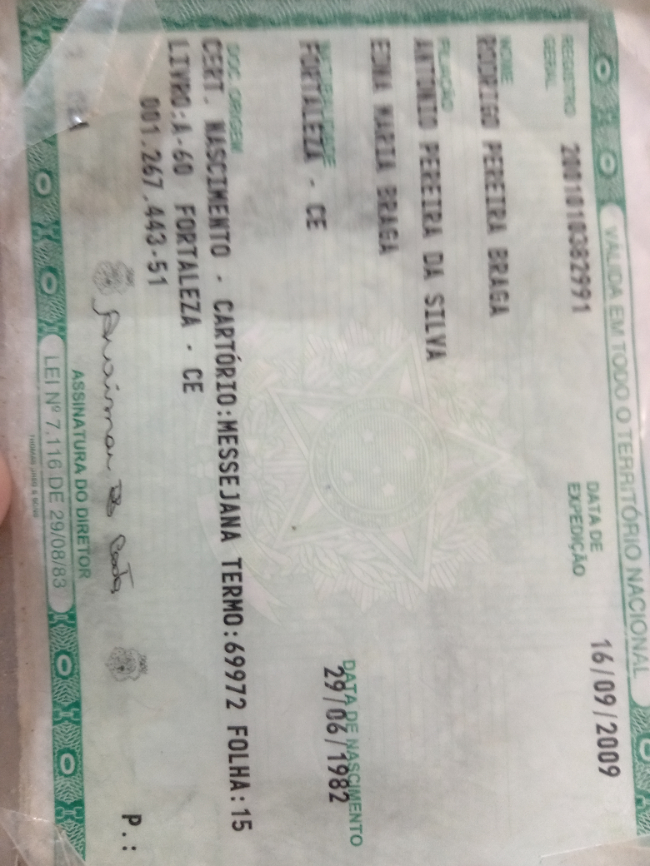 VÁLIDA EM TODO O TERRITÓRIO NACIONAL
REGISTRO GERAL 2001010382991 DATA DE EXPEDIÇÃO 16/09/2009
NOME
RODRIGO PEREIRA BRAGA
FILIAÇÃO
ANTONIO PEREIRA DA SILVA
EDNA MARIA BRAGA
NATURALIDADE DATA DE NASCIMENTO
FORTALEZA - CE 29/06/1982
DOC. ORIGEM
CERT. NASCIMENTO - CARTÓRIO:MESSEJANA TERMO:69972 FOLHA:15
LIVRO:A-60 FORTALEZA - CE
001.267.443-51
P.:
ASSINATURA DO DIRETOR
LEI Nº 7.116 DE 29/08/83